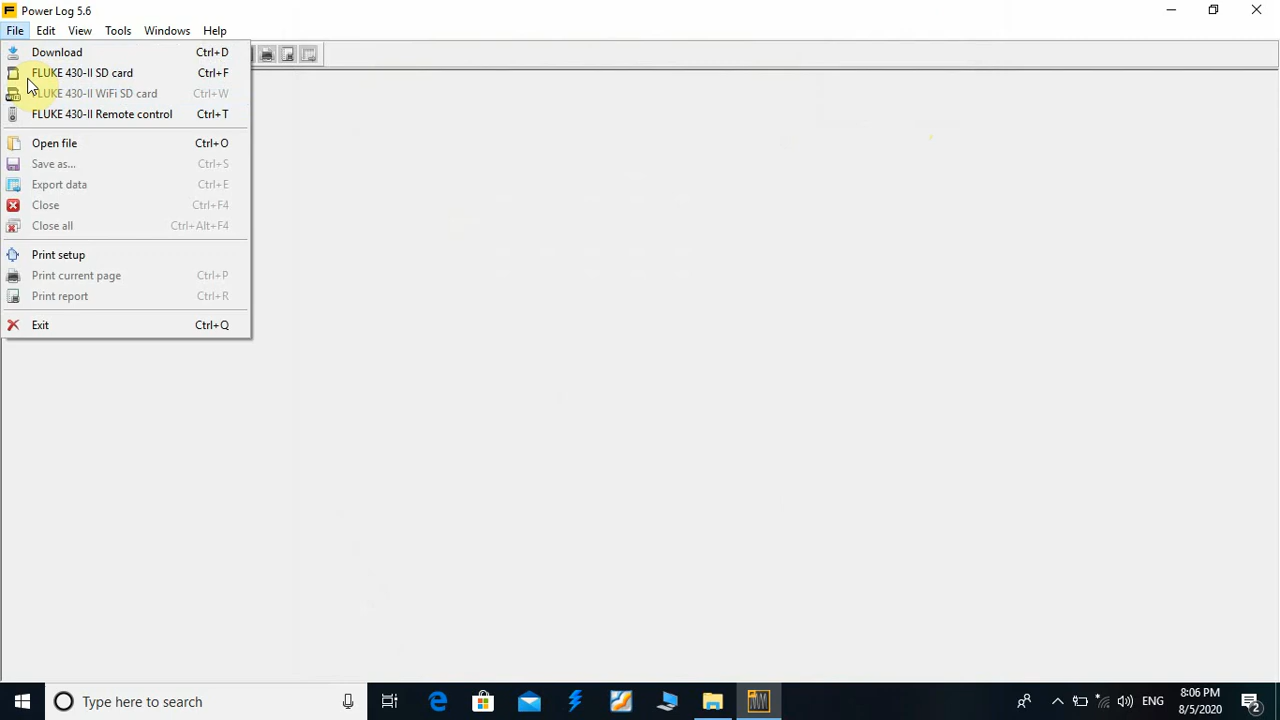 Power Log 5.6
File Edit View Tools Windows Help
Download Ctrl+D
FLUKE 430-II SD card Ctrl+F
FLUKE 430-II WiFi SD card Ctrl+W
FLUKE 430-II Remote control Ctrl+T
Open file Ctrl+O
Save as... Ctrl+S
Export data Ctrl+E
Close Ctrl+F4
Close all Ctrl+Alt+F4
Print setup
Print current page Ctrl+P
Print report Ctrl+R
Exit Ctrl+Q
Type here to search
ENG
8:06 PM
8/5/2020
2